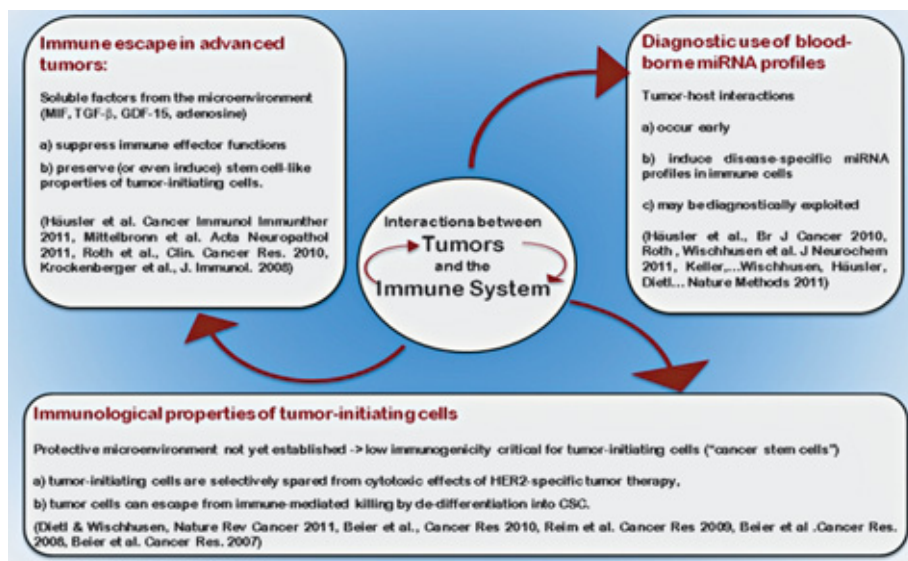 Immune escape in advanced
tumors:
Soluble factors from the microenvironment
(MIF, TGF-β, GDF-15, adenosine)
a) suppress immune effector functions
b) preserve (or even induce) stem cell-like
properties of tumor-initiating cells.
(Häusler et al. Cancer Immunol Immunther
2011, Mittelbronn et al. Acta Neuropathol
2011, Roth et al., Clin. Cancer Res. 2010,
Krockenberger et al., J. Immunol. 2008)
Diagnostic use of blood-
borne miRNA profiles
Tumor-host interactions
a) occur early
b) induce disease-specific miRNA
profiles in immune cells
c) may be diagnostically exploited
(Häusler et al., Br J Cancer 2010,
Roth , Wischhusen et al. J Neurochem
2011, Keller,...Wischhusen, Häusler,
Dietl... Nature Methods 2011)
Interactions between
Tumors
and the
Immune System
Immunological properties of tumor-initiating cells
Protective microenvironment not yet established -> low immunogenicity critical for tumor-initiating cells ("cancer stem cells")
a) tumor-initiating cells are selectively spared from cytotoxic effects of HER2-specific tumor therapy,
b) tumor cells can escape from immune-mediated killing by de-differentiation into CSC.
(Dietl & Wischhusen, Nature Rev Cancer 2011, Beier et al., Cancer Res 2010, Reim et al. Cancer Res 2009, Beier et al .Cancer Res.
2008, Beier et al. Cancer Res. 2007)